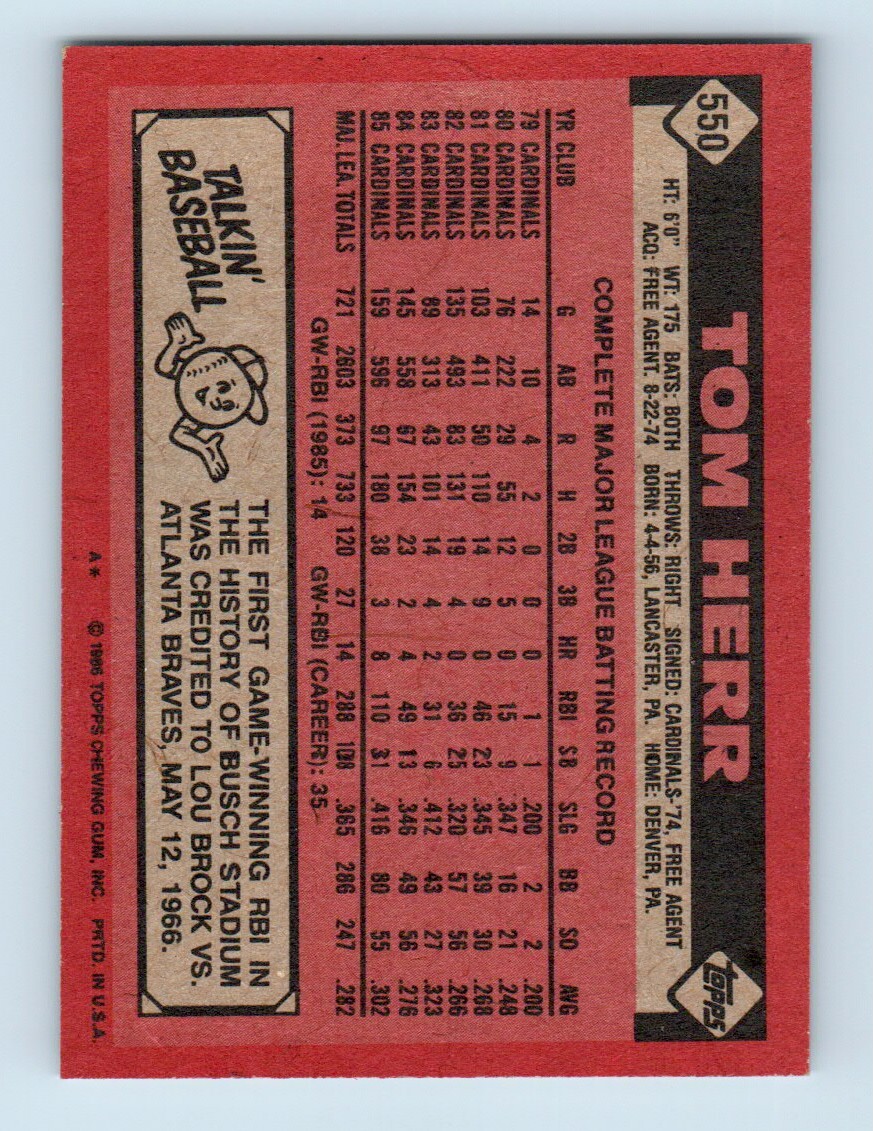 550
TOM HERR
topps
HT: 6'0" WT: 175 BATS: BOTH THROWS: RIGHT SIGNED: CARDINALS-'74, FREE AGENT
ACQ: FREE AGENT, 8-22-74 BORN: 4-4-56, LANCASTER, PA. HOME: DENVER, PA.
COMPLETE MAJOR LEAGUE BATTING RECORD
YR CLUB G AB R H 2B 3B HR RBI SB SLG BB SO AVG
79 CARDINALS 14 10 4 2 0 0 0 1 1 .200 2 2 .200
80 CARDINALS 76 222 29 55 12 5 0 15 9 .347 16 21 .248
81 CARDINALS 103 411 50 110 14 9 0 46 23 .345 39 30 .268
82 CARDINALS 135 493 83 131 19 4 0 36 25 .320 57 56 .266
83 CARDINALS 89 313 43 101 14 4 2 31 6 .412 43 27 .323
84 CARDINALS 145 558 67 154 23 2 4 49 13 .346 49 56 .276
85 CARDINALS 159 596 97 180 38 3 8 110 31 .416 80 55 .302
MAJ. LEA. TOTALS 721 2603 373 733 120 27 14 288 108 .365 286 247 .282
GW-RBI (1985): 14 GW-RBI (CAREER): 35
TALKIN'
BASEBALL
THE FIRST GAME-WINNING RBI IN
THE HISTORY OF BUSCH STADIUM
WAS CREDITED TO LOU BROCK VS.
ATLANTA BRAVES, MAY 12, 1966.
A* © 1986 TOPPS CHEWING GUM, INC. PRTD. IN U.S.A.